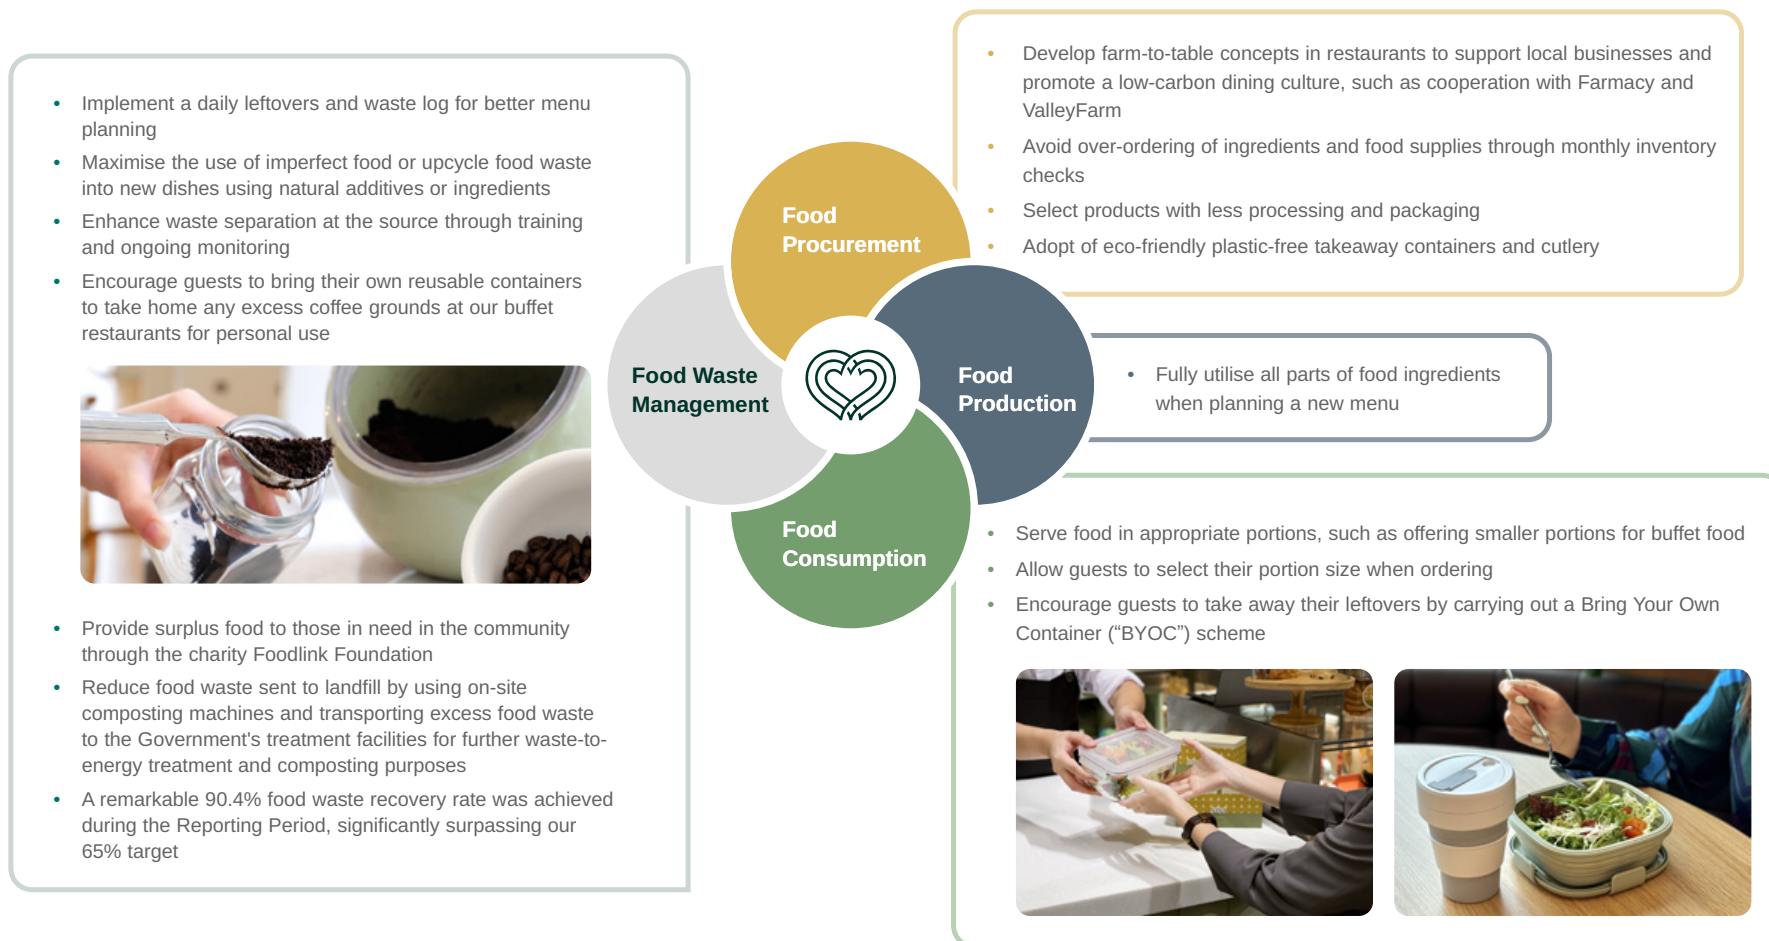 • Implement a daily leftovers and waste log for better menu
planning
• Maximise the use of imperfect food or upcycle food waste
into new dishes using natural additives or ingredients
• Enhance waste separation at the source through training
and ongoing monitoring
• Encourage guests to bring their own reusable containers
to take home any excess coffee grounds at our buffet
restaurants for personal use
• Provide surplus food to those in need in the community
through the charity Foodlink Foundation
• Reduce food waste sent to landfill by using on-site
composting machines and transporting excess food waste
to the Government's treatment facilities for further waste-to-
energy treatment and composting purposes
• A remarkable 90.4% food waste recovery rate was achieved
during the Reporting Period, significantly surpassing our
65% target
Food Waste
Management
Food
Procurement
Food
Production
Food
Consumption
• Develop farm-to-table concepts in restaurants to support local businesses and
promote a low-carbon dining culture, such as cooperation with Farmacy and
ValleyFarm
• Avoid over-ordering of ingredients and food supplies through monthly inventory
checks
• Select products with less processing and packaging
• Adopt of eco-friendly plastic-free takeaway containers and cutlery
• Fully utilise all parts of food ingredients
when planning a new menu
• Serve food in appropriate portions, such as offering smaller portions for buffet food
• Allow guests to select their portion size when ordering
• Encourage guests to take away their leftovers by carrying out a Bring Your Own
Container (“BYOC”) scheme